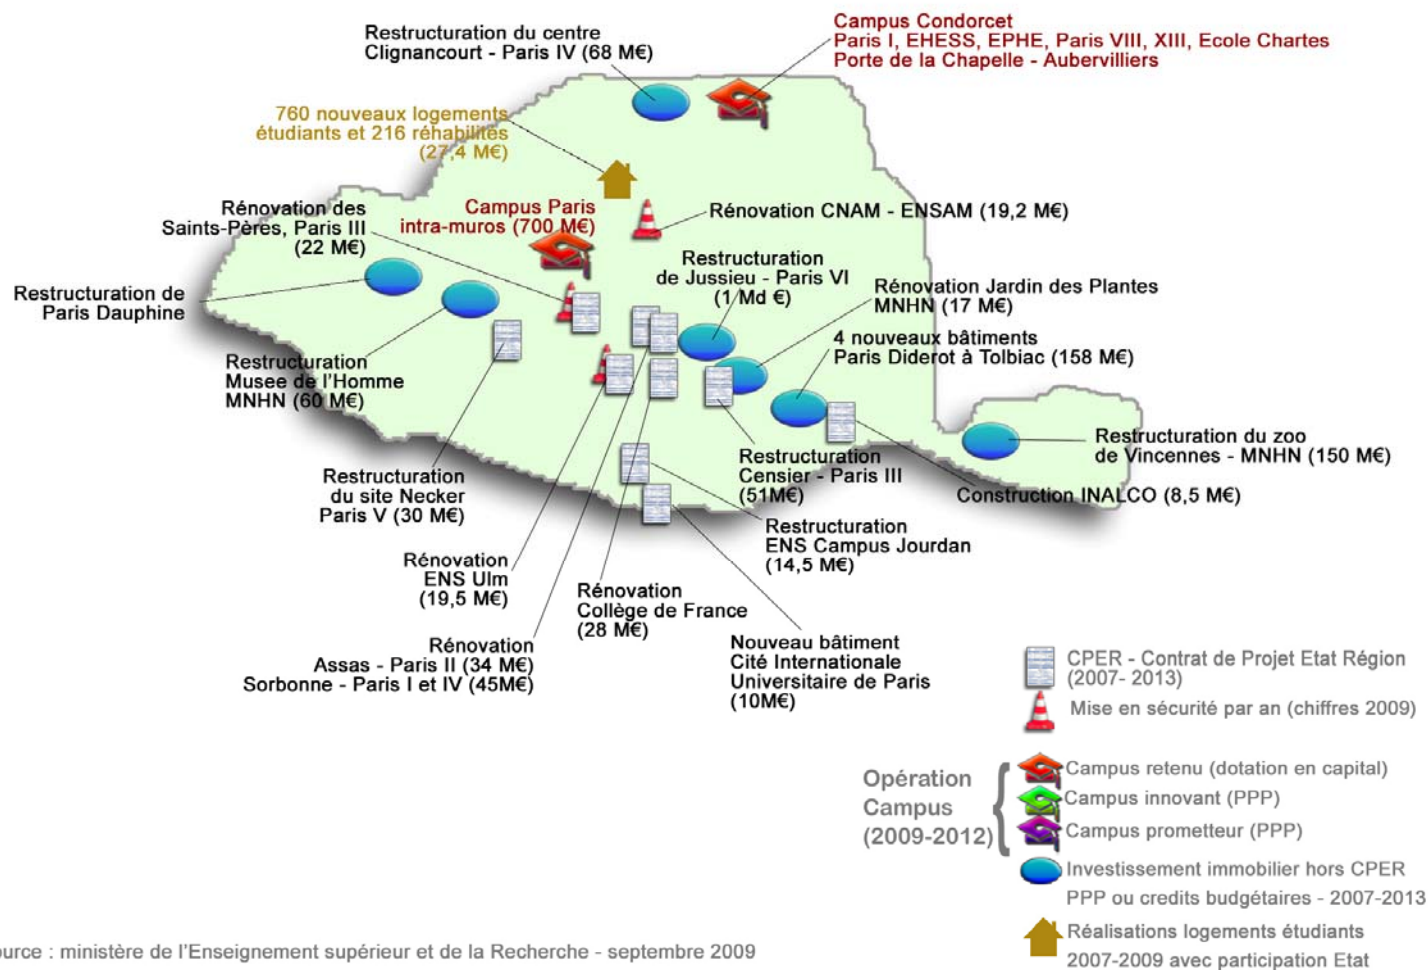 Restructuration du centre
Clignancourt - Paris IV (68 M€)
Campus Condorcet
Paris I, EHESS, EPHE, Paris VIII, XIII, Ecole Chartes
Porte de la Chapelle - Aubervilliers
760 nouveaux logements
étudiants et 216 réhabilités
(27,4 M€)
Rénovation des
Saints-Pères, Paris III
(22 M€)
Campus Paris
intra-muros (700 M€)
Rénovation CNAM - ENSAM (19,2 M€)
Restructuration
de Jussieu - Paris VI
(1 Md €)
Rénovation Jardin des Plantes
MNHN (17 M€)
Restructuration de
Paris Dauphine
4 nouveaux bâtiments
Paris Diderot à Tolbiac (158 M€)
Restructuration
Musee de l'Homme
MNHN (60 M€)
Restructuration du zoo
de Vincennes - MNHN (150 M€)
Restructuration
Censier - Paris III
(51M€)
Construction INALCO (8,5 M€)
Restructuration
du site Necker
Paris V (30 M€)
Restructuration
ENS Campus Jourdan
(14,5 M€)
Rénovation
ENS Ulm
(19,5 M€)
Rénovation
Collège de France
(28 M€)
Rénovation
Assas - Paris II (34 M€)
Sorbonne - Paris I et IV (45M€)
Nouveau bâtiment
Cité Internationale
Universitaire de Paris
(10M€)
CPER - Contrat de Projet Etat Région
(2007- 2013)
Mise en sécurité par an (chiffres 2009)
Opération
Campus
(2009-2012)
Campus retenu (dotation en capital)
Campus innovant (PPP)
Campus prometteur (PPP)
Investissement immobilier hors CPER
PPP ou credits budgétaires - 2007-2013
Réalisations logements étudiants
2007-2009 avec participation Etat
ource : ministère de l'Enseignement supérieur et de la Recherche - septembre 2009